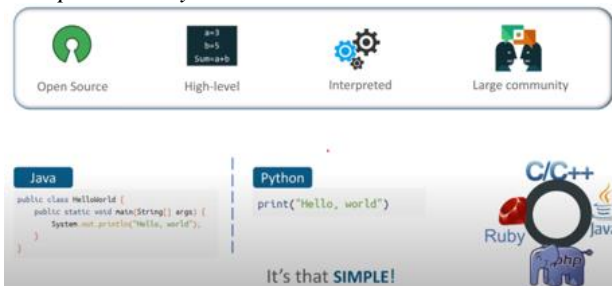 a=3
b=5
Sum=a+b
Open Source
High-level
Interpreted
Large community
Java
public class HelloWorld {
public static void main(String[] args) {
System.out.println("Hello, world");
}
}
Python
print("Hello, world")
It's that SIMPLE!
C/C++
Ruby
Java
php